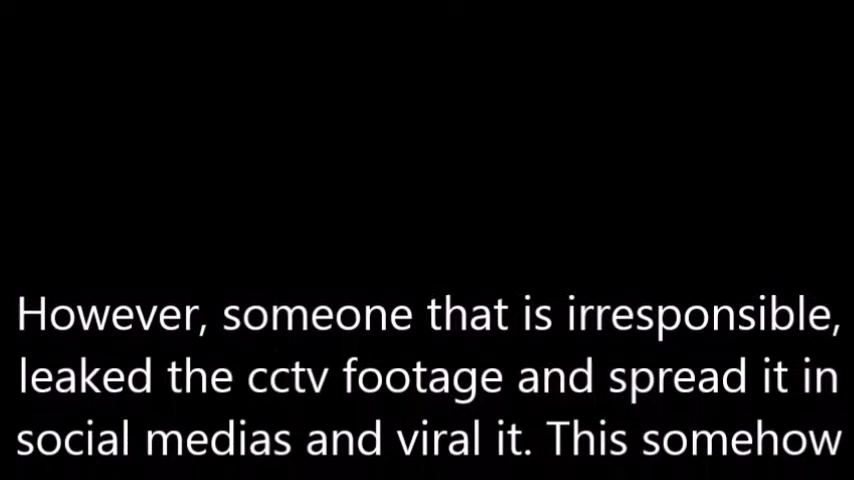 However, someone that is irresponsible,
leaked the cctv footage and spread it in
social medias and viral it. This somehow